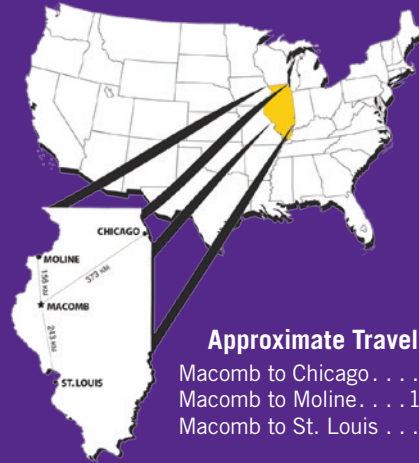 CHICAGO
MOLINE
373 KM
156 KM
MACOMB
243 KM
ST. LOUIS
Approximate Travel
Macomb to Chicago. . . .
Macomb to Moline. . . . 1
Macomb to St. Louis . . .